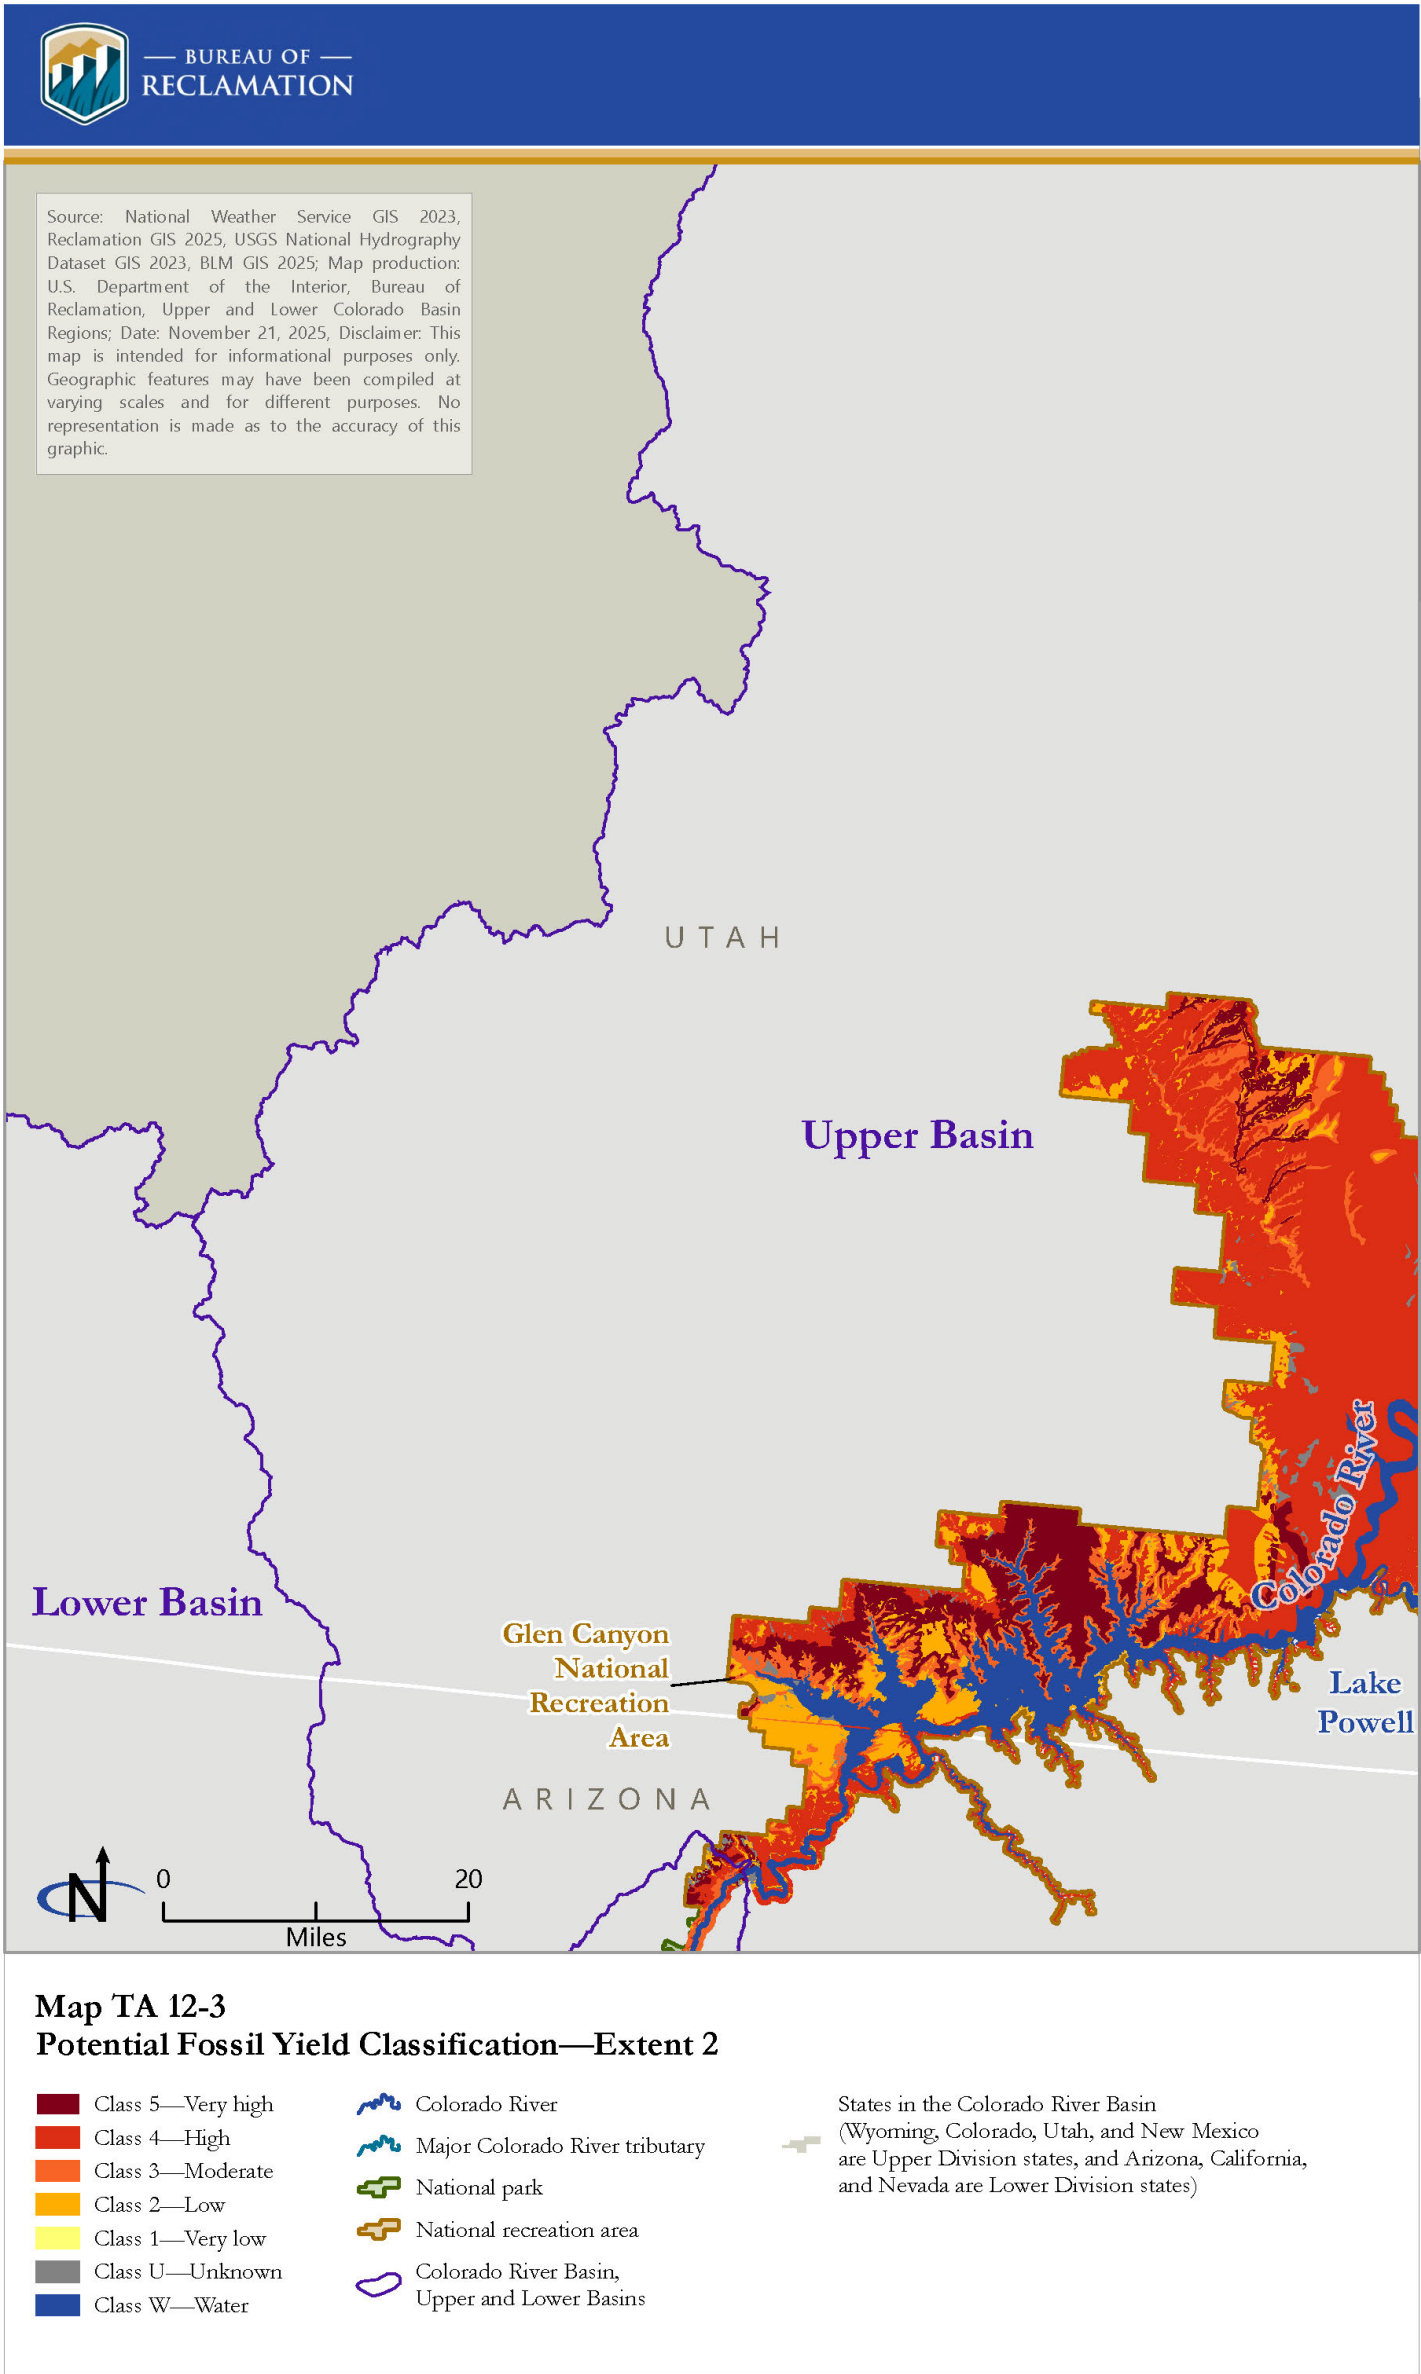 BUREAU OF
RECLAMATION
Source: National Weather Service GIS 2023,
Reclamation GIS 2025, USGS National Hydrography
Dataset GIS 2023, BLM GIS 2025; Map production:
U.S. Department of the Interior, Bureau of
Reclamation, Upper and Lower Colorado Basin
Regions; Date: November 21, 2025, Disclaimer: This
map is intended for informational purposes only.
Geographic features may have been compiled at
varying scales and for different purposes. No
representation is made as to the accuracy of this
graphic.
UTAH
Upper Basin
Colorado River
Lower Basin
Glen Canyon
National
Recreation
Area
Lake
Powell
ARIZONA
N
0 20
Miles
Map TA 12-3
Potential Fossil Yield Classification—Extent 2
Class 5—Very high
Class 4—High
Class 3—Moderate
Class 2—Low
Class 1—Very low
Class U—Unknown
Class W—Water
Colorado River
Major Colorado River tributary
National park
National recreation area
Colorado River Basin,
Upper and Lower Basins
States in the Colorado River Basin
(Wyoming, Colorado, Utah, and New Mexico
are Upper Division states, and Arizona, California,
and Nevada are Lower Division states)